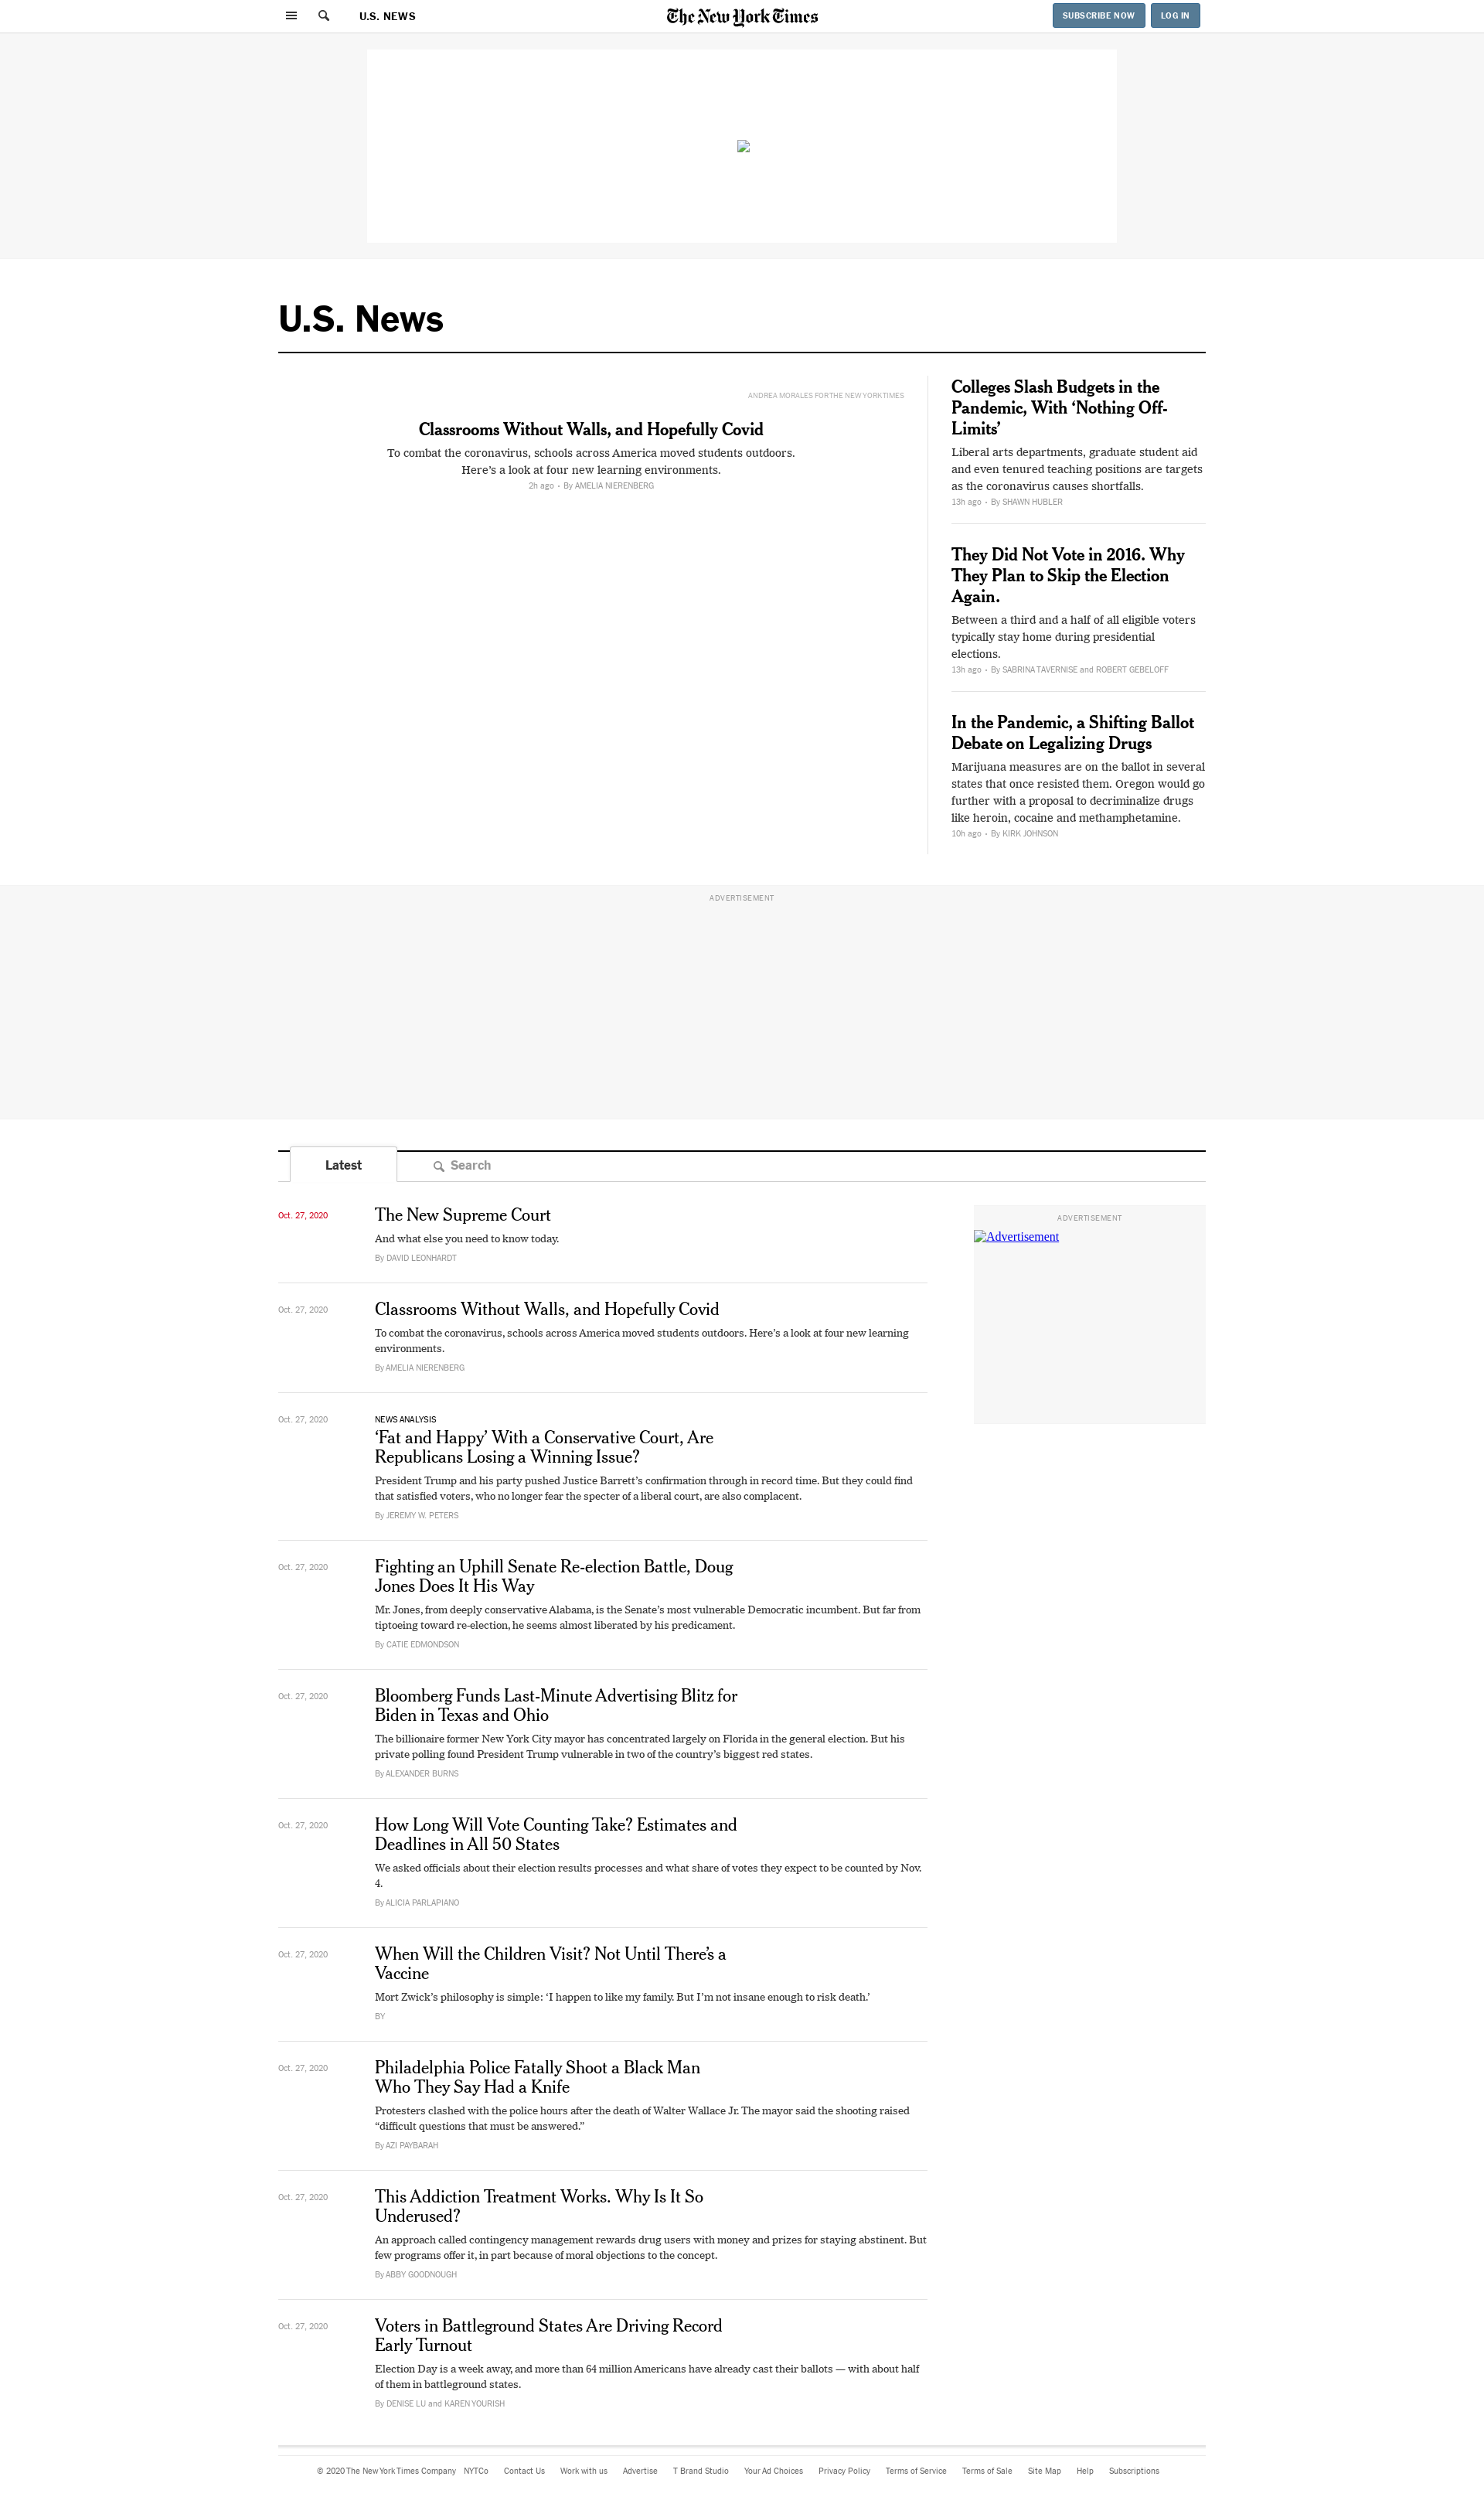 U.S. NEWS
The New York Times
SUBSCRIBE NOW
LOG IN
U.S. News
ANDREA MORALES FOR THE NEW YORK TIMES
Classrooms Without Walls, and Hopefully Covid
To combat the coronavirus, schools across America moved students outdoors.
Here’s a look at four new learning environments.
2h ago • By AMELIA NIERENBERG
Colleges Slash Budgets in the
Pandemic, With ‘Nothing Off-
Limits’
Liberal arts departments, graduate student aid
and even tenured teaching positions are targets
as the coronavirus causes shortfalls.
13h ago • By SHAWN HUBLER
They Did Not Vote in 2016. Why
They Plan to Skip the Election
Again.
Between a third and a half of all eligible voters
typically stay home during presidential
elections.
13h ago • By SABRINA TAVERNISE and ROBERT GEBELOFF
In the Pandemic, a Shifting Ballot
Debate on Legalizing Drugs
Marijuana measures are on the ballot in several
states that once resisted them. Oregon would go
further with a proposal to decriminalize drugs
like heroin, cocaine and methamphetamine.
10h ago • By KIRK JOHNSON
ADVERTISEMENT
Latest
Search
Oct. 27, 2020
The New Supreme Court
And what else you need to know today.
By DAVID LEONHARDT
ADVERTISEMENT
Advertisement
Oct. 27, 2020
Classrooms Without Walls, and Hopefully Covid
To combat the coronavirus, schools across America moved students outdoors. Here’s a look at four new learning
environments.
By AMELIA NIERENBERG
Oct. 27, 2020
NEWS ANALYSIS
‘Fat and Happy’ With a Conservative Court, Are
Republicans Losing a Winning Issue?
President Trump and his party pushed Justice Barrett’s confirmation through in record time. But they could find
that satisfied voters, who no longer fear the specter of a liberal court, are also complacent.
By JEREMY W. PETERS
Oct. 27, 2020
Fighting an Uphill Senate Re-election Battle, Doug
Jones Does It His Way
Mr. Jones, from deeply conservative Alabama, is the Senate’s most vulnerable Democratic incumbent. But far from
tiptoeing toward re-election, he seems almost liberated by his predicament.
By CATIE EDMONDSON
Oct. 27, 2020
Bloomberg Funds Last-Minute Advertising Blitz for
Biden in Texas and Ohio
The billionaire former New York City mayor has concentrated largely on Florida in the general election. But his
private polling found President Trump vulnerable in two of the country’s biggest red states.
By ALEXANDER BURNS
Oct. 27, 2020
How Long Will Vote Counting Take? Estimates and
Deadlines in All 50 States
We asked officials about their election results processes and what share of votes they expect to be counted by Nov.
4.
By ALICIA PARLAPIANO
Oct. 27, 2020
When Will the Children Visit? Not Until There’s a
Vaccine
Mort Zwick’s philosophy is simple: ‘I happen to like my family. But I’m not insane enough to risk death.’
BY
Oct. 27, 2020
Philadelphia Police Fatally Shoot a Black Man
Who They Say Had a Knife
Protesters clashed with the police hours after the death of Walter Wallace Jr. The mayor said the shooting raised
“difficult questions that must be answered.”
By AZI PAYBARAH
Oct. 27, 2020
This Addiction Treatment Works. Why Is It So
Underused?
An approach called contingency management rewards drug users with money and prizes for staying abstinent. But
few programs offer it, in part because of moral objections to the concept.
By ABBY GOODNOUGH
Oct. 27, 2020
Voters in Battleground States Are Driving Record
Early Turnout
Election Day is a week away, and more than 64 million Americans have already cast their ballots — with about half
of them in battleground states.
By DENISE LU and KAREN YOURISH
© 2020 The New York Times Company NYTCo Contact Us Work with us Advertise T Brand Studio Your Ad Choices Privacy Policy Terms of Service Terms of Sale Site Map Help Subscriptions